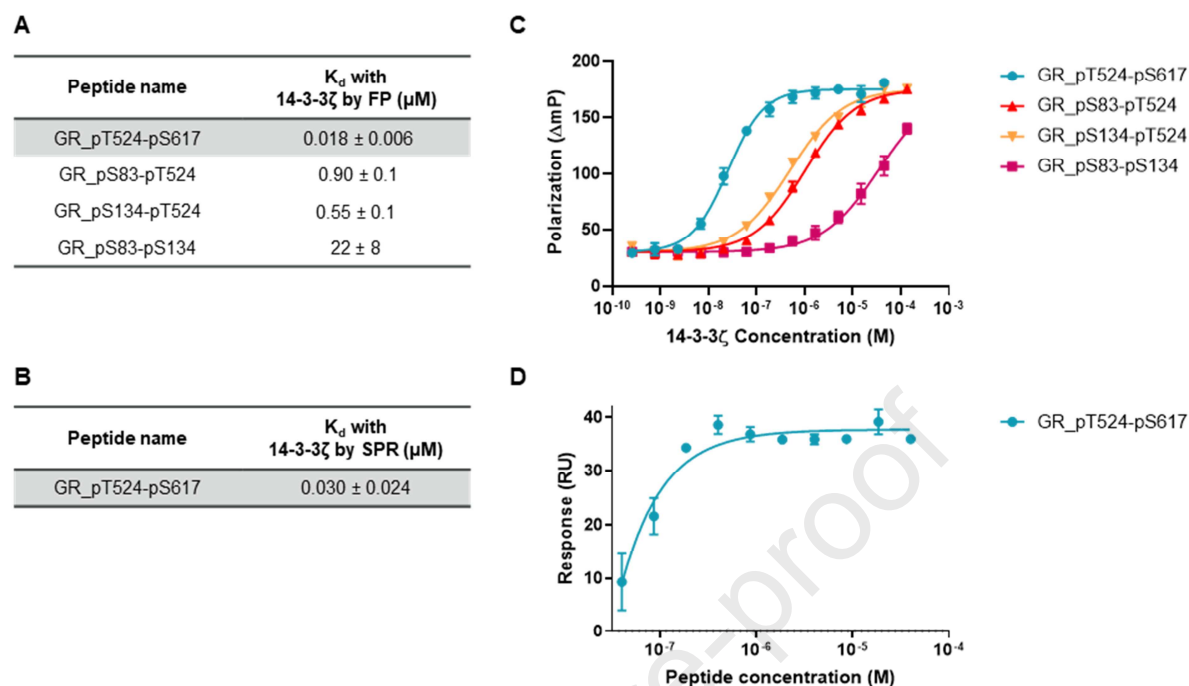 A
Peptide name
K_d with
14-3-3ζ by FP (µM)
GR_pT524-pS617 0.018 ± 0.006
GR_pS83-pT524 0.90 ± 0.1
GR_pS134-pT524 0.55 ± 0.1
GR_pS83-pS134 22 ± 8
B
Peptide name
K_d with
14-3-3ζ by SPR (µM)
GR_pT524-pS617 0.030 ± 0.024
C
Polarization (ΔmP)
200
150
100
50
0
10⁻¹⁰ 10⁻⁹ 10⁻⁸ 10⁻⁷ 10⁻⁶ 10⁻⁵ 10⁻⁴ 10⁻³
14-3-3ζ Concentration (M)
GR_pT524-pS617
GR_pS83-pT524
GR_pS134-pT524
GR_pS83-pS134
D
Response (RU)
40
30
20
10
0
10⁻⁷ 10⁻⁶ 10⁻⁵ 10⁻⁴
Peptide concentration (M)
GR_pT524-pS617
e-proof